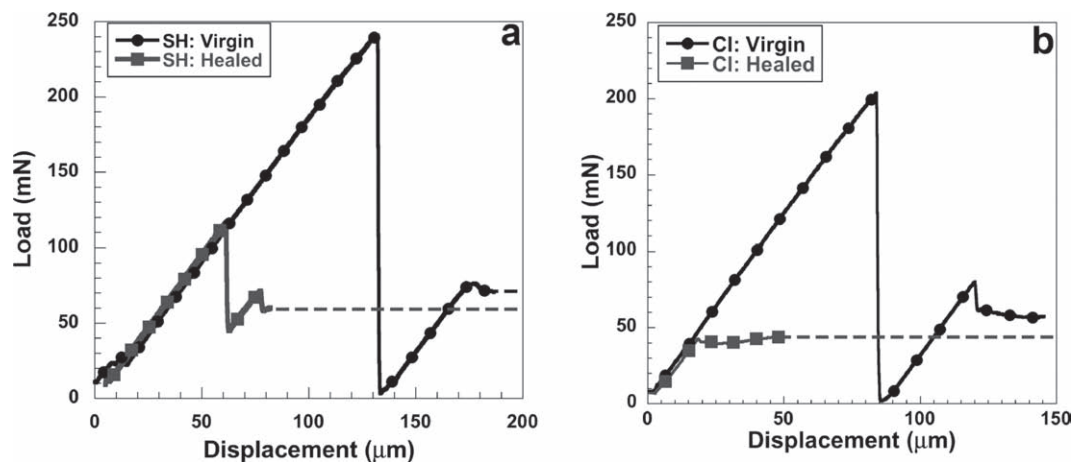 250
200
150
100
50
0
Load (mN)
SH: Virgin
SH: Healed
a
0 50 100 150 200
Displacement (μm)
250
200
150
100
50
0
Load (mN)
CI: Virgin
CI: Healed
b
0 50 100 150
Displacement (μm)